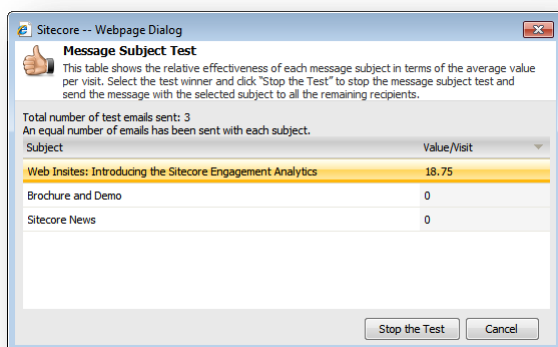 Sitecore -- Webpage Dialog
Message Subject Test
This table shows the relative effectiveness of each message subject in terms of the average value
per visit. Select the test winner and click “Stop the Test” to stop the message subject test and
send the message with the selected subject to all the remaining recipients.
Total number of test emails sent: 3
An equal number of emails has been sent with each subject.
Subject Value/Visit
Web Insites: Introducing the Sitecore Engagement Analytics 18.75
Brochure and Demo 0
Sitecore News 0
Stop the Test Cancel